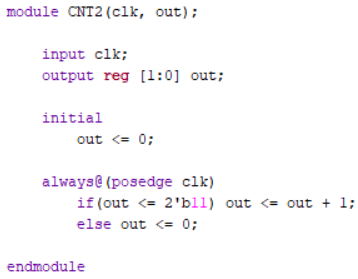 module CNT2(clk, out);
input clk;
output reg [1:0] out;
initial
out <= 0;
always@(posedge clk)
if(out <= 2'b11) out <= out + 1;
else out <= 0;
endmodule